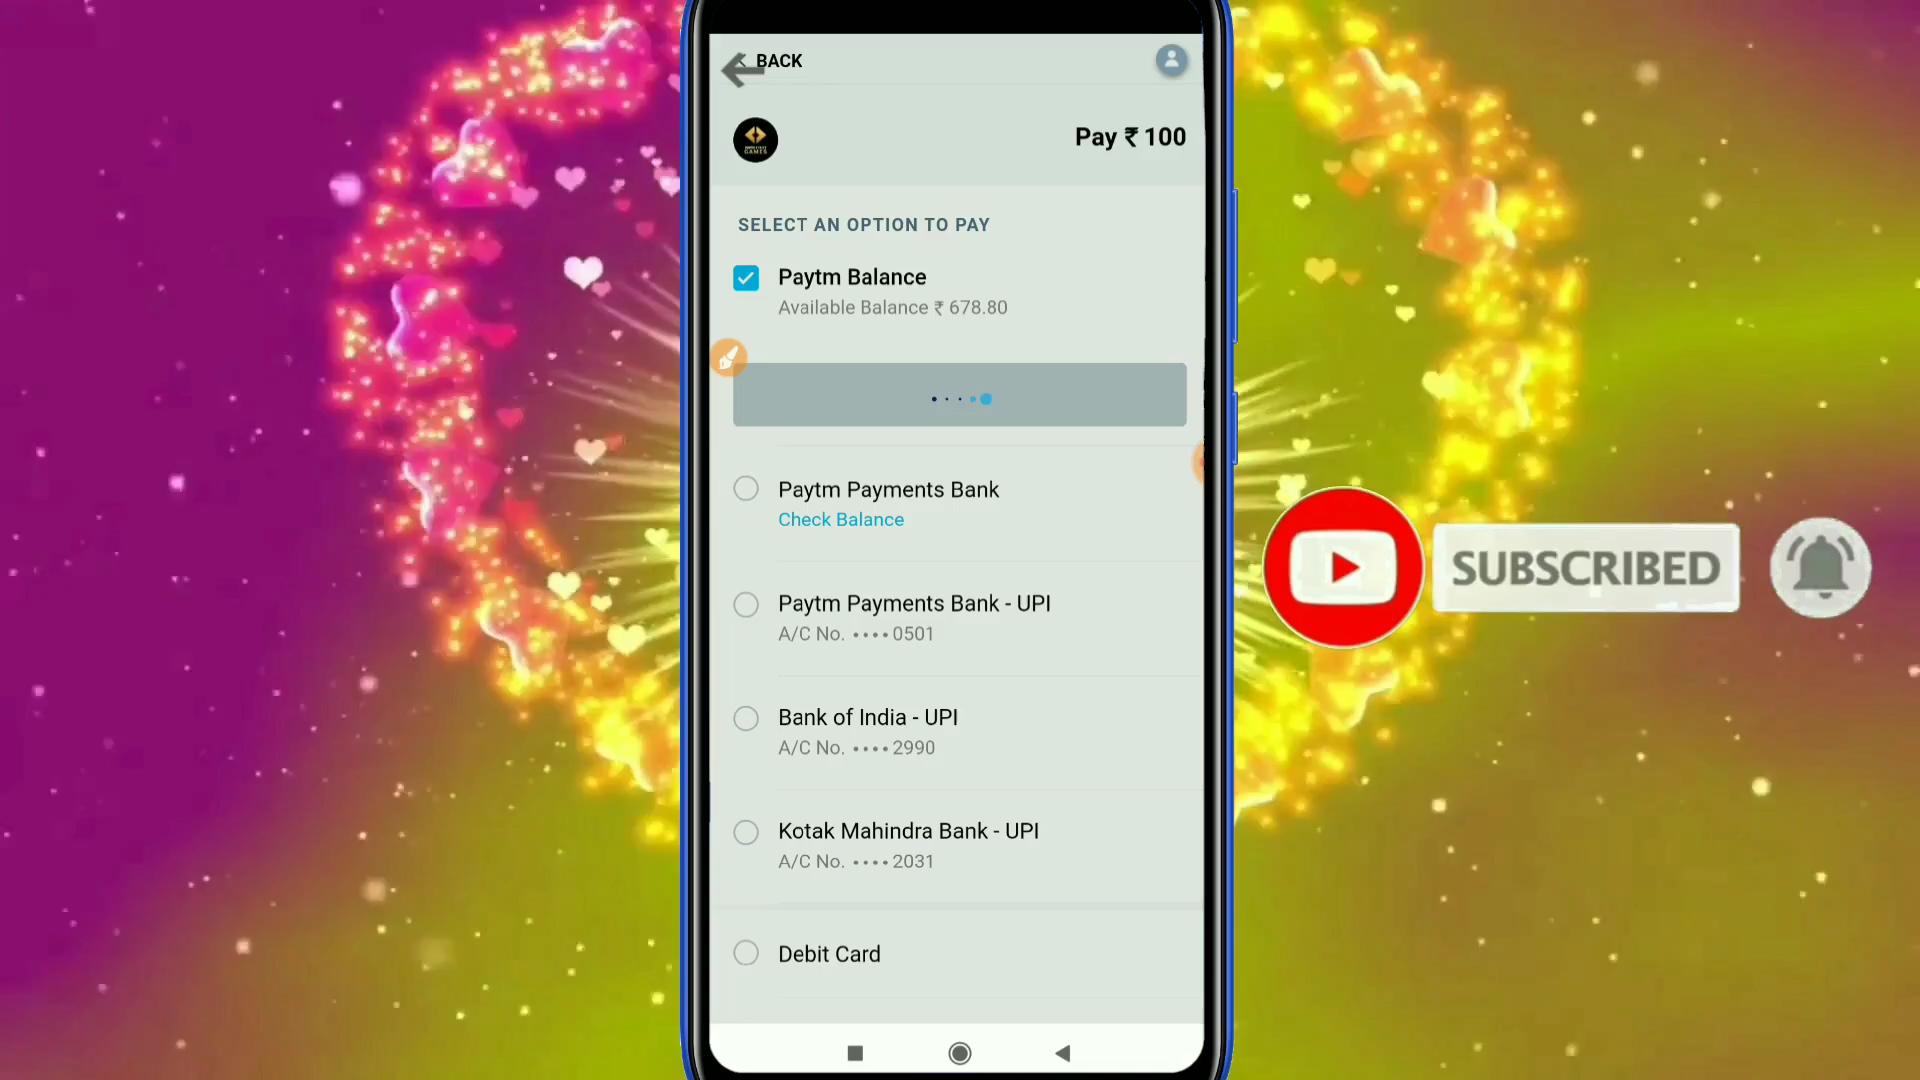 BACK
GAMES
Pay ₹ 100
SELECT AN OPTION TO PAY
Paytm Balance
Available Balance ₹ 678.80
Paytm Payments Bank
Check Balance
Paytm Payments Bank - UPI
A/C No. •••• 0501
Bank of India - UPI
A/C No. •••• 2990
Kotak Mahindra Bank - UPI
A/C No. •••• 2031
Debit Card
SUBSCRIBED